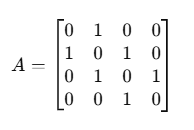 A = 
0 1 0 0
1 0 1 0
0 1 0 1
0 0 1 0